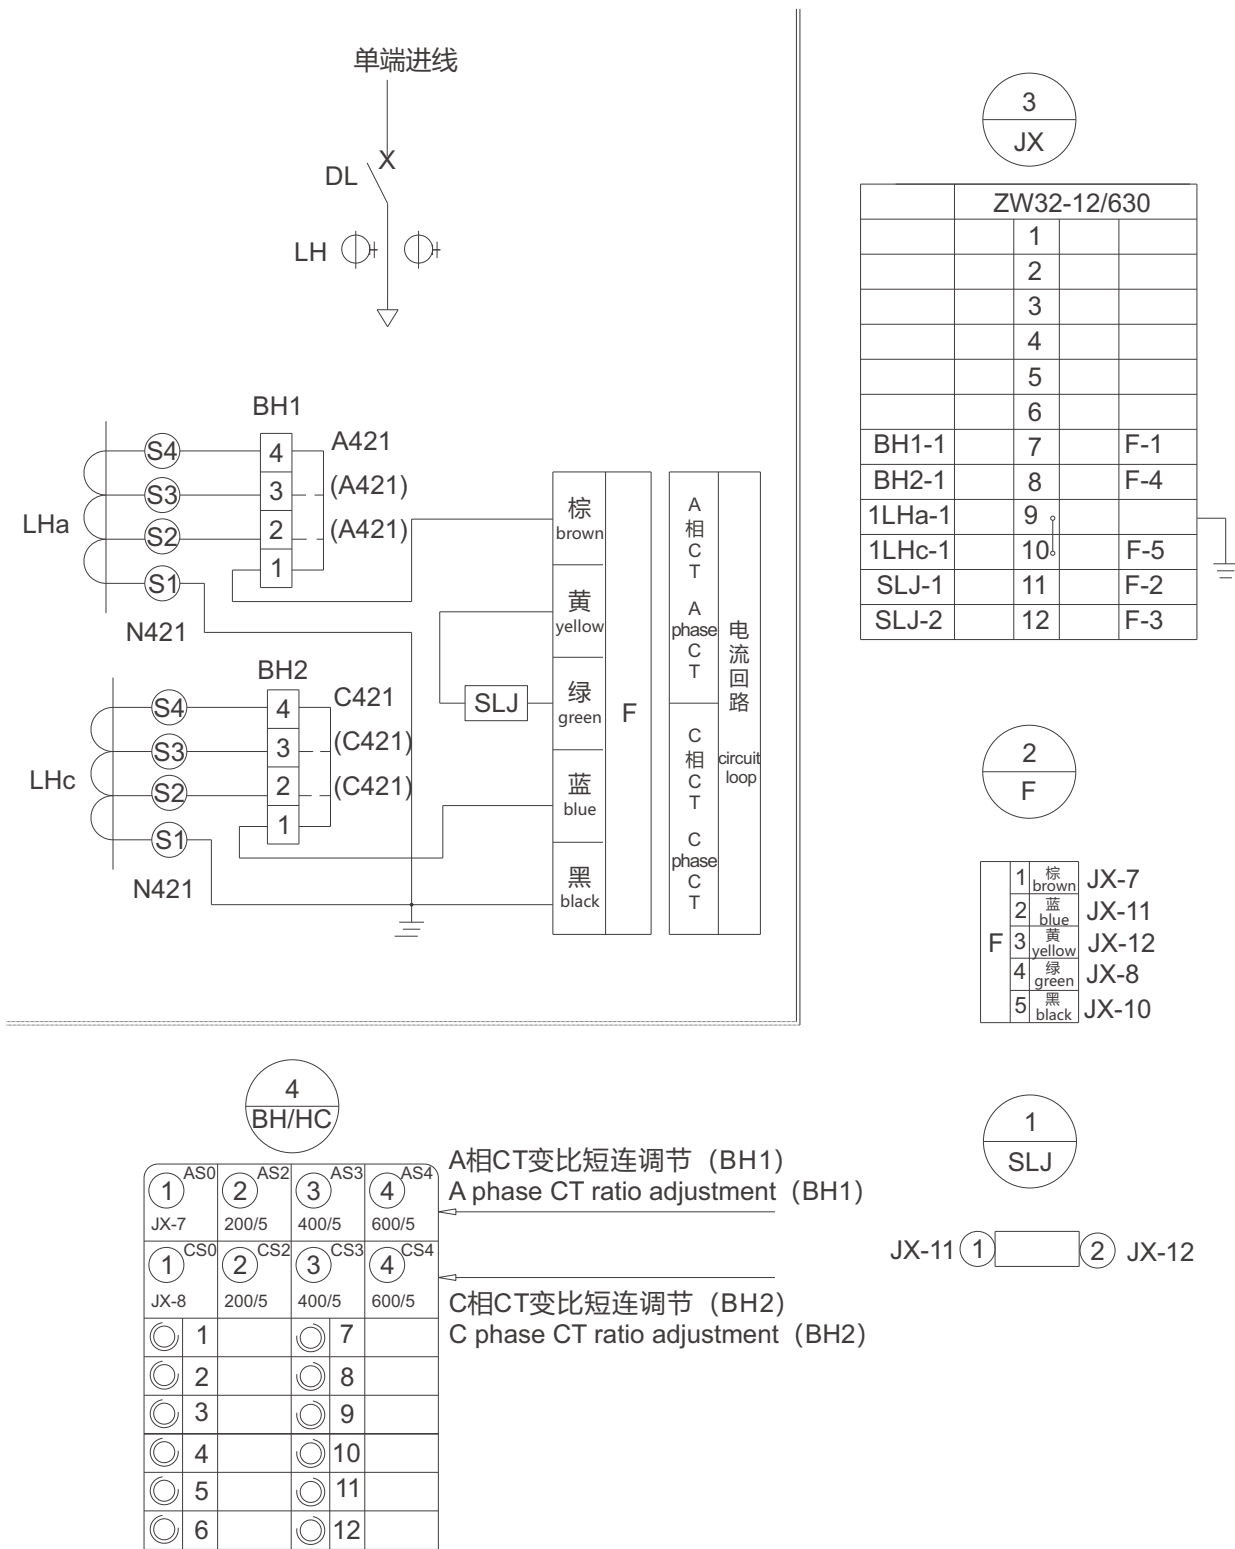 单端进线
DL
X
LH
BH1
LHa
S4
4
A421
S3
3
(A421)
S2
2
(A421)
S1
1
N421
BH2
LHc
S4
4
C421
S3
3
(C421)
S2
2
(C421)
S1
1
N421
SLJ
棕
brown
黄
yellow
绿
green
蓝
blue
黑
black
F
A
相
C
T
A
phase
C
T
C
相
C
T
C
phase
C
T
电
流
回
路
circuit
loop
3
JX
ZW32-12/630
1
2
3
4
5
6
BH1-1 7 F-1
BH2-1 8 F-4
1LHa-1 9
1LHc-1 10 F-5
SLJ-1 11 F-2
SLJ-2 12 F-3
2
F
F
1 棕 brown JX-7
2 蓝 blue JX-11
3 黄 yellow JX-12
4 绿 green JX-8
5 黑 black JX-10
4
BH/HC
1 AS0 2 AS2 3 AS3 4 AS4
JX-7 200/5 400/5 600/5
1 CS0 2 CS2 3 CS3 4 CS4
JX-8 200/5 400/5 600/5
1 7
2 8
3 9
4 10
5 11
6 12
A相CT变比短连调节（BH1）
A phase CT ratio adjustment（BH1）
C相CT变比短连调节（BH2）
C phase CT ratio adjustment（BH2）
1
SLJ
JX-11 1 2 JX-12